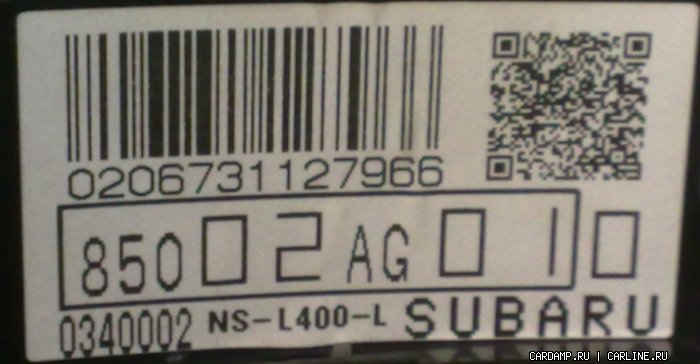 0206731127966
85002AG010
0340002 NS-L400-L SUBARU
CARDAMP.RU | CARLINE.RU